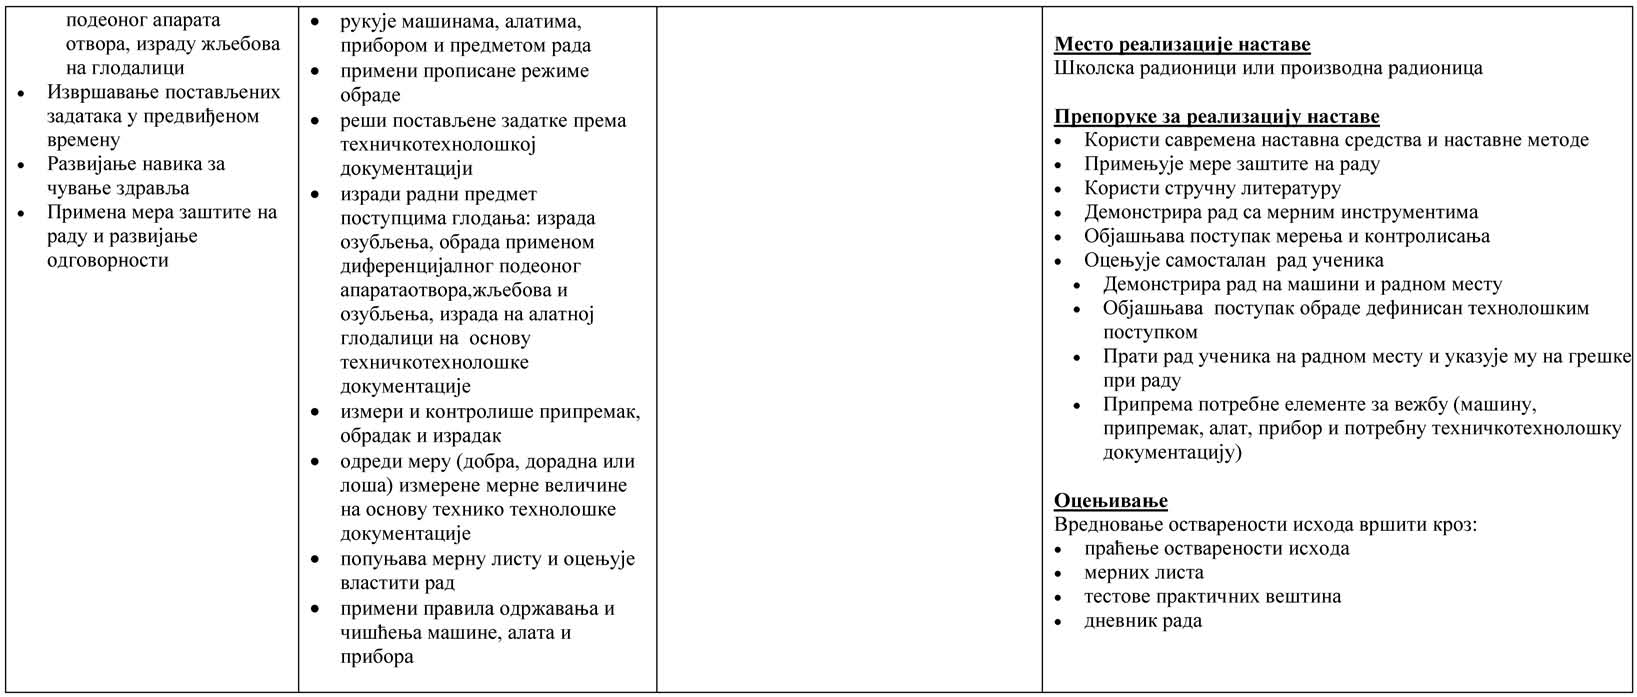 подеоног апарата
отвора, израду жљебова
на глодалици
• Извршавање постављених
задатака у предвиђеном
времену
• Развијање навика за
чување здравља
• Примена мера заштите на
раду и развијање
одговорности
• рукује машинама, алатима,
прибором и предметом рада
• примени прописане режиме
обраде
• реши постављене задатке према
техничкотехнолошкој
документацији
• изради радни предмет
поступцима глодања: израда
озубљења, обрада применом
диференцијалног подеоног
апаратаотвора,жљебова и
озубљења, израда на алатној
глодалици на основу
техничкотехнолошке
документације
• измери и контролише припремак,
обрадак и израдак
• одреди меру (добра, дорадна или
лоша) измерене мерне величине
на основу технико технолошке
документације
• попуњава мерну листу и оцењује
властити рад
• примени правила одржавања и
чишћења машине, алата и
прибора
Место реализације наставе
Школска радионици или производна радионица
Препоруке за реализацију наставе
• Користи савремена наставна средства и наставне методе
• Примењује мере заштите на раду
• Користи стручну литературу
• Демонстрира рад са мерним инструментима
• Објашњава поступак мерења и контролисања
• Оцењује самосталан рад ученика
• Демонстрира рад на машини и радном месту
• Објашњава поступак обраде дефинисан технолошким
поступком
• Прати рад ученика на радном месту и указује му на грешке
при раду
• Припрема потребне елементе за вежбу (машину,
припремак, алат, прибор и потребну техничкотехнолошку
документацију)
Оцењивање
Вредновање остварености исхода вршити кроз:
• праћење остварености исхода
• мерних листа
• тестове практичних вештина
• дневник рада